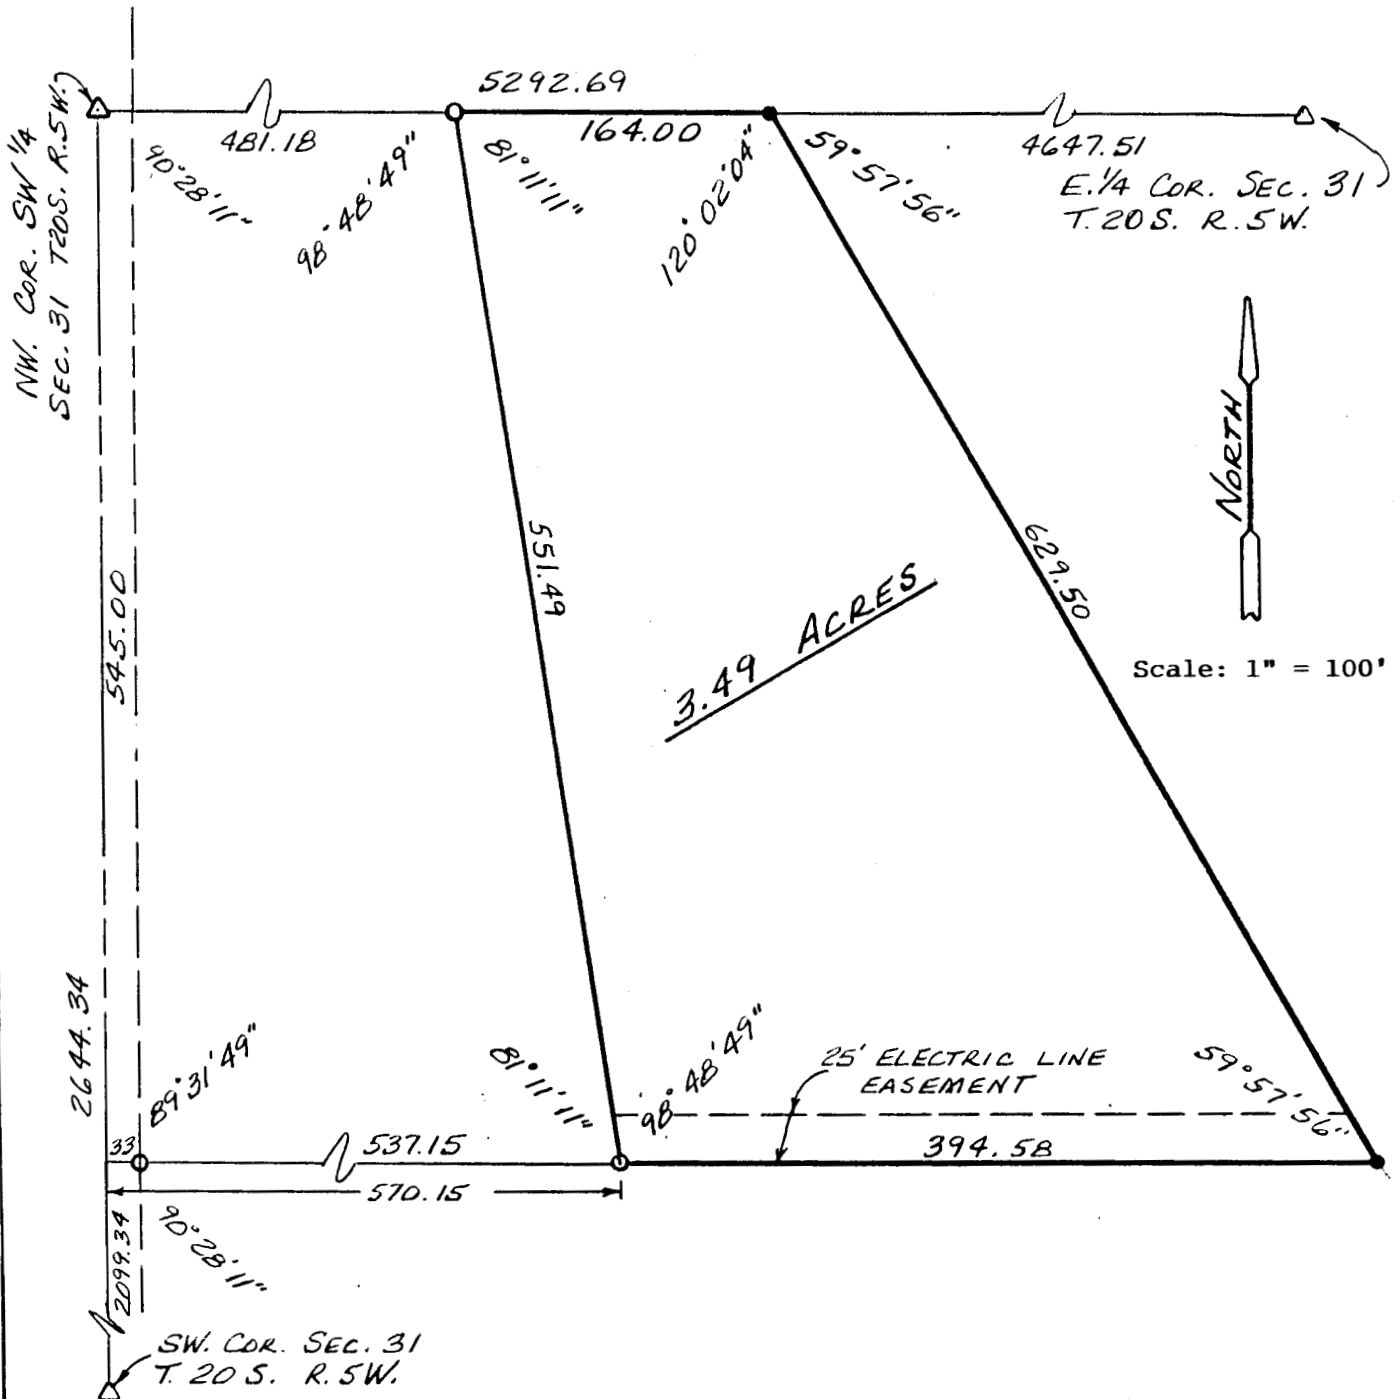 5292.69
481.18
164.00
4647.51
NW. COR. SW 1/4
SEC. 31 T20S. R.5W.
90°28'11"
98°48'49"
81°11'11"
120°02'04"
59°57'56"
E. 1/4 COR. SEC. 31
T. 20S. R. 5W.
NORTH
Scale: 1" = 100'
551.49
629.50
545.00
3.49 ACRES
2644.34
89°31'49"
81°11'11"
98°48'49"
25' ELECTRIC LINE
EASEMENT
59°57'56"
33
537.15
394.58
570.15
2099.34
90°28'11"
SW. COR. SEC. 31
T. 20 S. R. 5W.